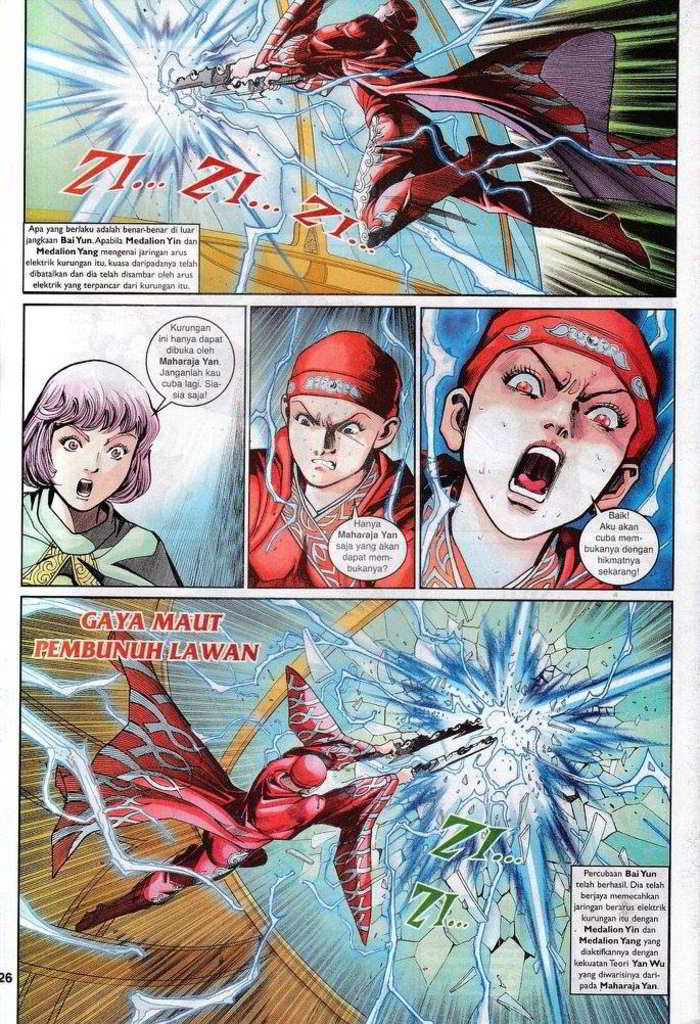 ZI... ZI... ZI...
Apa yang berlaku adalah benar-benar di luar
jangkaan Bai Yun. Apabila Medalion Yin dan
Medalion Yang mengenai jaringan arus
elektrik kurungan itu, kuasa daripadanya telah
dibatalkan dan dia telah disambar oleh arus
elektrik yang terpancar dari kurungan itu.
Kurungan
ini hanya dapat
dibuka oleh
Maharaja Yan.
Janganlah kau
cuba lagi. Sia-
sia saja!
Hanya
Maharaja Yan
saja yang akan
dapat mem-
bukanya?
Baik!
Aku akan
cuba mem-
bukanya dengan
hikmatnya
sekarang!
GAYA MAUT
PEMBUNUH LAWAN
ZI...
ZI...
Percubaan Bai Yun
telah berhasil. Dia telah
berjaya memecahkan
jaringan berarus elektrik
kurungan itu dengan
Medalion Yin dan
Medalion Yang yang
diaktifkannya dengan
kekuatan Teori Yan Wu
yang diwarisinya dari-
pada Maharaja Yan.
26